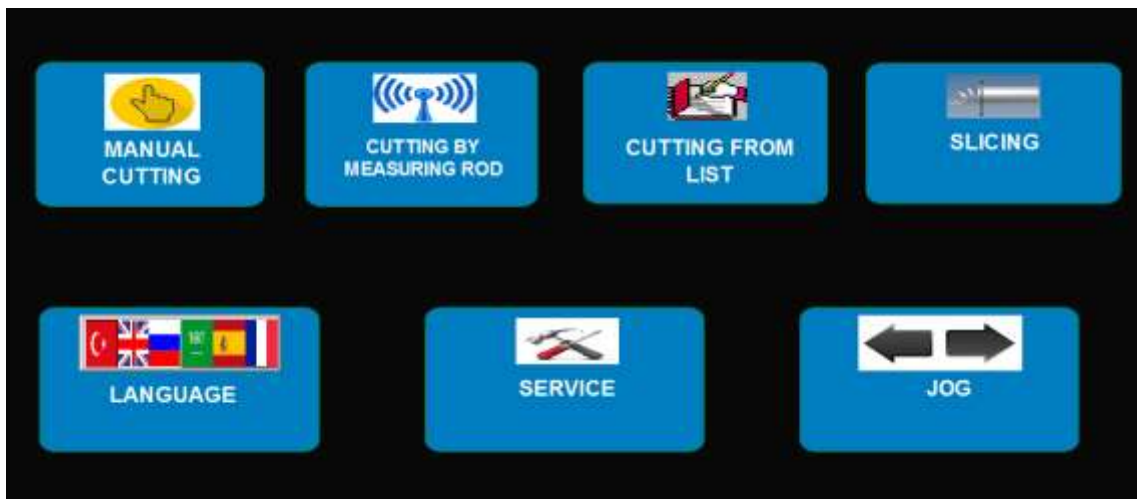 MANUAL
CUTTING
CUTTING BY
MEASURING ROD
CUTTING FROM
LIST
SLICING
LANGUAGE
SERVICE
JOG